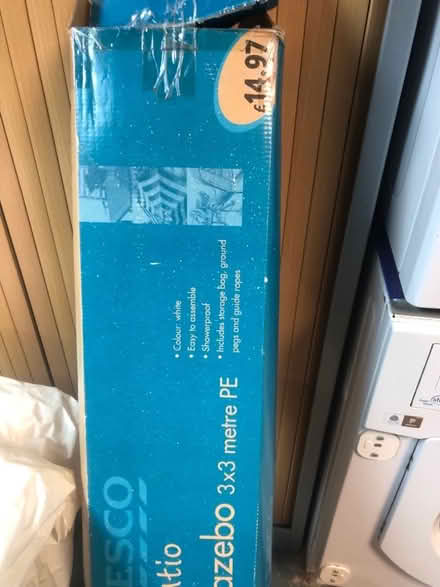 £14.97
• Colour: white
• Easy to assemble
• Showerproof
• Includes storage bag, ground
pegs and guide ropes
ESCO
atio
azebo 3x3 metre PE